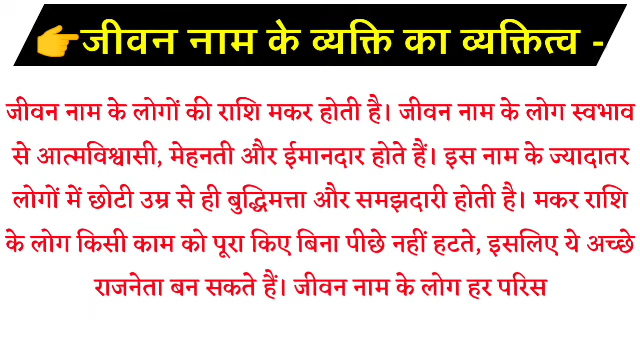 👉जीवन नाम के व्यक्ति का व्यक्तित्व -
जीवन नाम के लोगों की राशि मकर होती है। जीवन नाम के लोग स्वभाव
से आत्मविश्वासी, मेहनती और ईमानदार होते हैं। इस नाम के ज्यादातर
लोगों में छोटी उम्र से ही बुद्धिमत्ता और समझदारी होती है। मकर राशि
के लोग किसी काम को पूरा किए बिना पीछे नहीं हटते, इसलिए ये अच्छे
राजनेता बन सकते हैं। जीवन नाम के लोग हर परिस